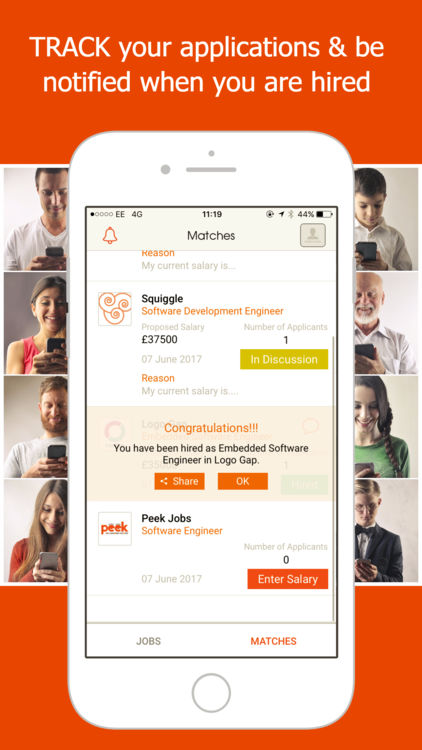 TRACK your applications & be
notified when you are hired
EE 4G 11:19 44%
Matches
Reason
My current salary is...
Squiggle
Software Development Engineer
Proposed Salary Number of Applicants
£37500 1
07 June 2017 In Discussion
Reason
My current salary is....
Logo Gap
Congratulations!!!
You have been hired as Embedded Software
Engineer in Logo Gap.
Share OK
Hired
peek
Peek Jobs
Software Engineer
Number of Applicants
0
07 June 2017 Enter Salary
JOBS MATCHES